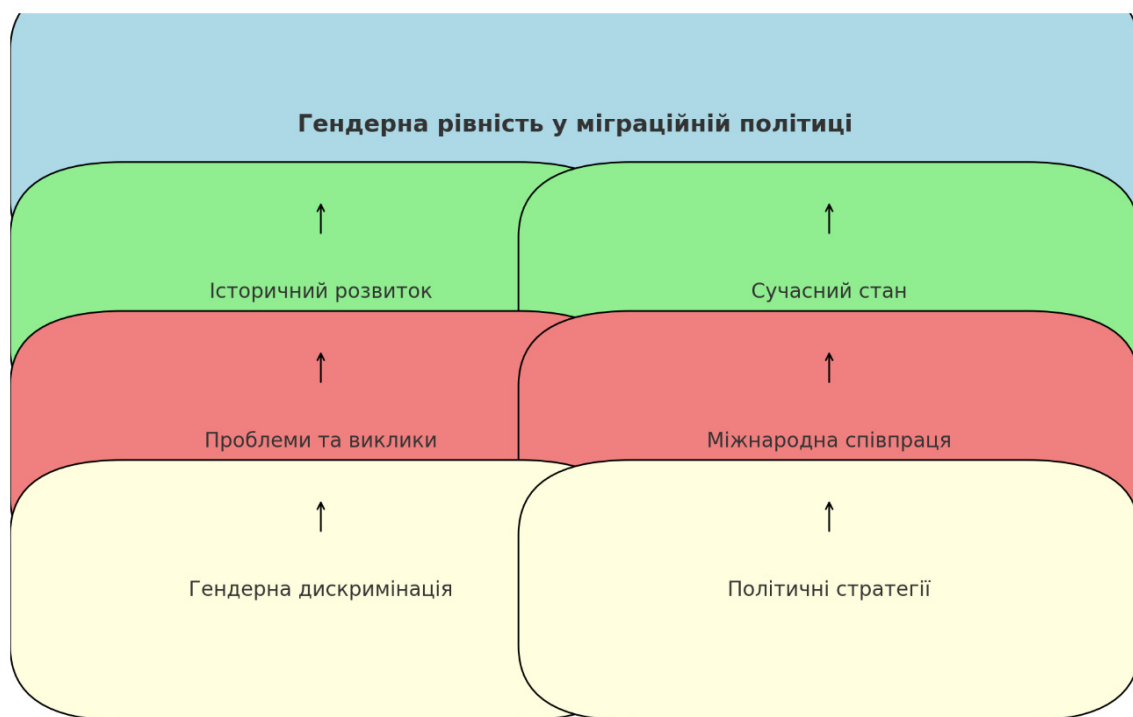 Гендерна рівність у міграційній політиці
Історичний розвиток
Сучасний стан
Проблеми та виклики
Міжнародна співпраця
Гендерна дискримінація
Політичні стратегії